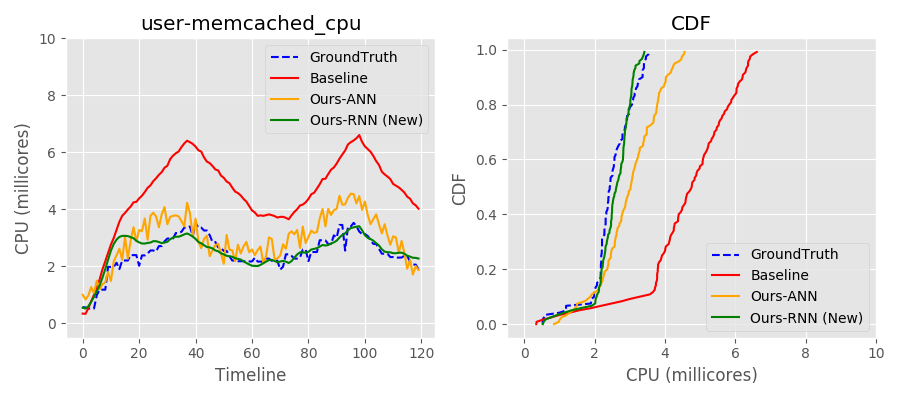 user-memcached_cpu
CPU (millicores)
10
8
6
4
2
0
GroundTruth
Baseline
Ours-ANN
Ours-RNN (New)
0 20 40 60 80 100 120
Timeline
CDF
CDF
1.0
0.8
0.6
0.4
0.2
0.0
GroundTruth
Baseline
Ours-ANN
Ours-RNN (New)
0 2 4 6 8 10
CPU (millicores)